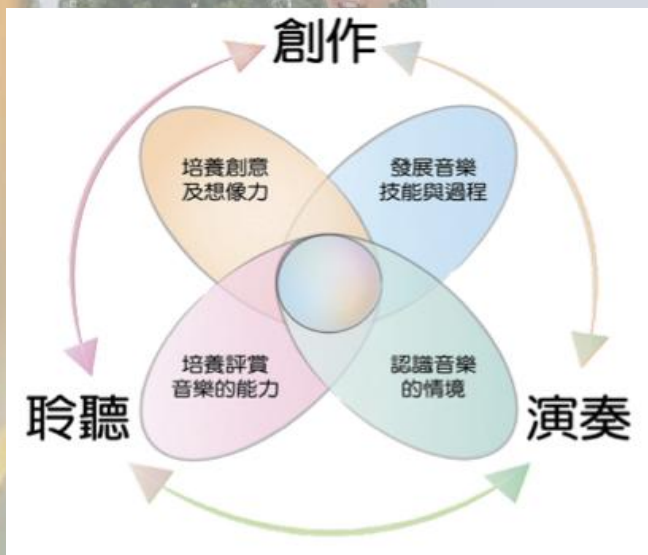 創作
培養創意
及想像力
發展音樂
技能與過程
培養評賞
音樂的能力
認識音樂
的情境
聆聽
演奏